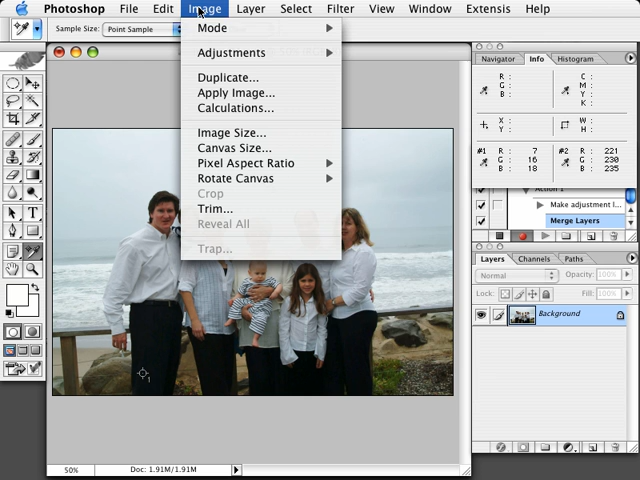 Photoshop File Edit Image Layer Select Filter View Window Extensis Help
Sample Size: Point Sample
Mode
Adjustments
Duplicate...
Apply Image...
Calculations...
Image Size...
Canvas Size...
Pixel Aspect Ratio
Rotate Canvas
Crop
Trim...
Reveal All
Trap...
Navigator Info Histogram
R : C :
G : M :
B : Y :
K :
X : W :
Y : H :
#1 R : 7 #2 R : 221
G : 16 G : 230
B : 18 B : 235
Action 1
Make adjustment l...
Merge Layers
Layers Channels Paths
Normal Opacity: 100%
Lock: Fill: 100%
Background
1
50% Doc: 1.91M/1.91M